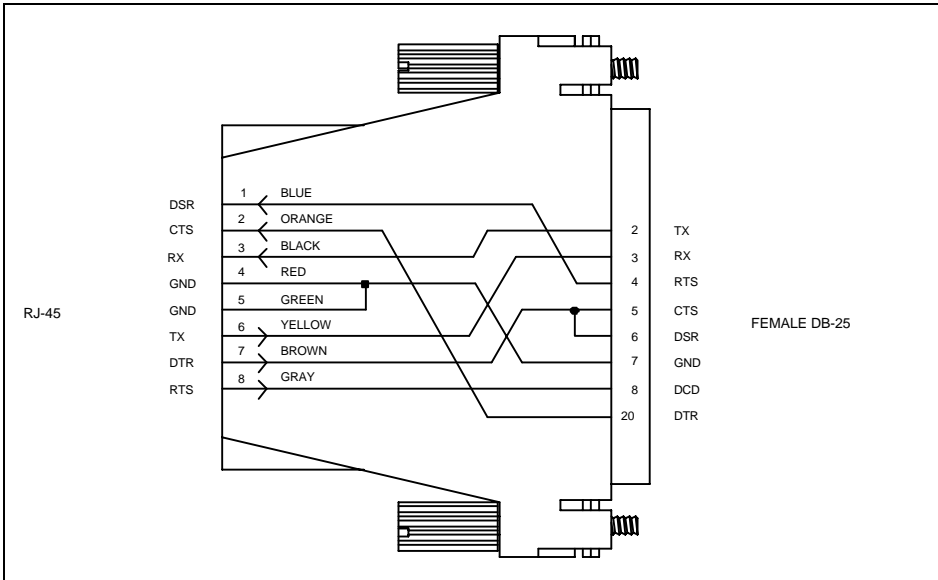 RJ-45
DSR 1 BLUE
CTS 2 ORANGE
RX 3 BLACK
GND 4 RED
GND 5 GREEN
TX 6 YELLOW
DTR 7 BROWN
RTS 8 GRAY
2 TX
3 RX
4 RTS
5 CTS
6 DSR
7 GND
8 DCD
20 DTR
FEMALE DB-25